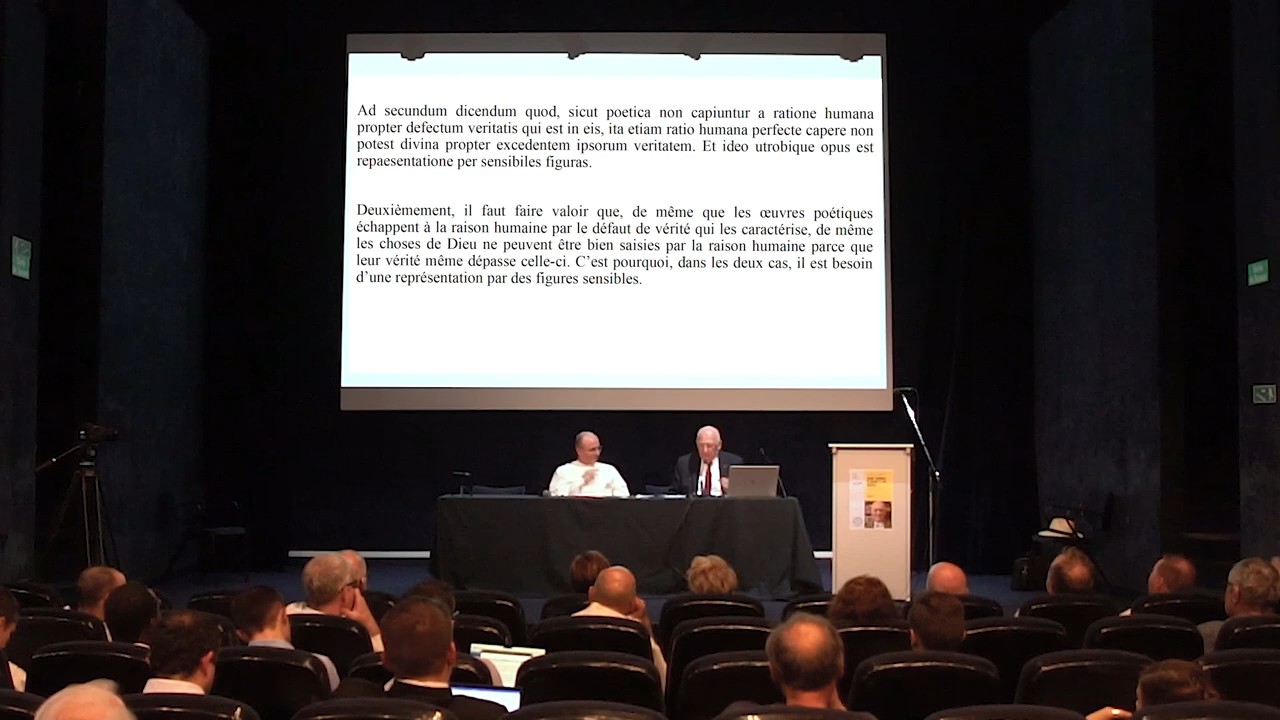 Ad secundum dicendum quod, sicut poetica non capiuntur a ratione humana
propter defectum veritatis qui est in eis, ita etiam ratio humana perfecte capere non
potest divina propter excedentem ipsorum veritatem. Et ideo utrobique opus est
repaesentatione per sensibiles figuras.
Deuxièmement, il faut faire valoir que, de même que les œuvres poétiques
échappent à la raison humaine par le défaut de vérité qui les caractérise, de même
les choses de Dieu ne peuvent être bien saisies par la raison humaine parce que
leur vérité même dépasse celle-ci. C’est pourquoi, dans les deux cas, il est besoin
d’une représentation par des figures sensibles.